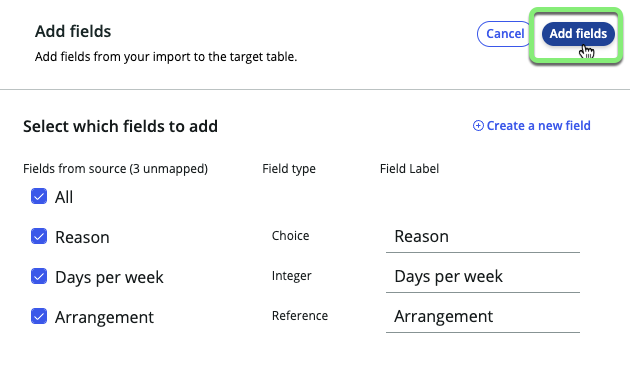 Add fields
Cancel Add fields
Add fields from your import to the target table.
Select which fields to add
Create a new field
Fields from source (3 unmapped) Field type Field Label
All
Reason Choice Reason
Days per week Integer Days per week
Arrangement Reference Arrangement